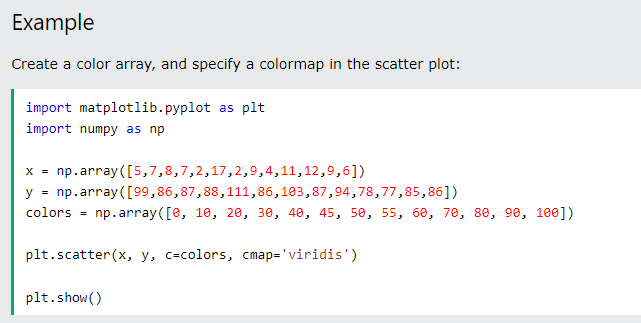 Example
Create a color array, and specify a colormap in the scatter plot:
import matplotlib.pyplot as plt
import numpy as np
x = np.array([5,7,8,7,2,17,2,9,4,11,12,9,6])
y = np.array([99,86,87,88,111,86,103,87,94,78,77,85,86])
colors = np.array([0, 10, 20, 30, 40, 45, 50, 55, 60, 70, 80, 90, 100])
plt.scatter(x, y, c=colors, cmap='viridis')
plt.show()